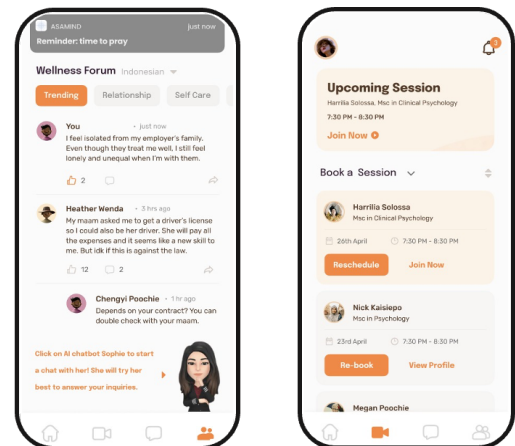 ASAMIND just now
Reminder: time to pray
Wellness Forum Indonesian
Trending Relationship Self Care
You • just now
I feel isolated from my employer's family.
Even though they treat me well, I still feel
lonely and unequal when I'm with them.
2
Heather Wenda • 3 hrs ago
My maam asked me to get a driver's license
so I could also be her driver. She will pay all
the expenses and it seems like a new skill to
me. But idk if this is against the law.
12 2
Chengyi Poochie • 1 hr ago
Depends on your contract? You can
double check with your maam.
Click on AI chatbot Sophie to start
a chat with her! She will try her
best to answer your inquiries.
3
Upcoming Session
Harrilia Solossa, Msc in Clinical Psychology
7:30 PM - 8:30 PM
Join Now
Book a Session
Harrilia Solossa
Msc in Clinical Psychology
26th April 7:30 PM - 8:30 PM
Reschedule Join Now
Nick Kaisiepo
Msc in Psychology
23rd April 7:30 PM - 8:30 PM
Re-book View Profile
Megan Poochie